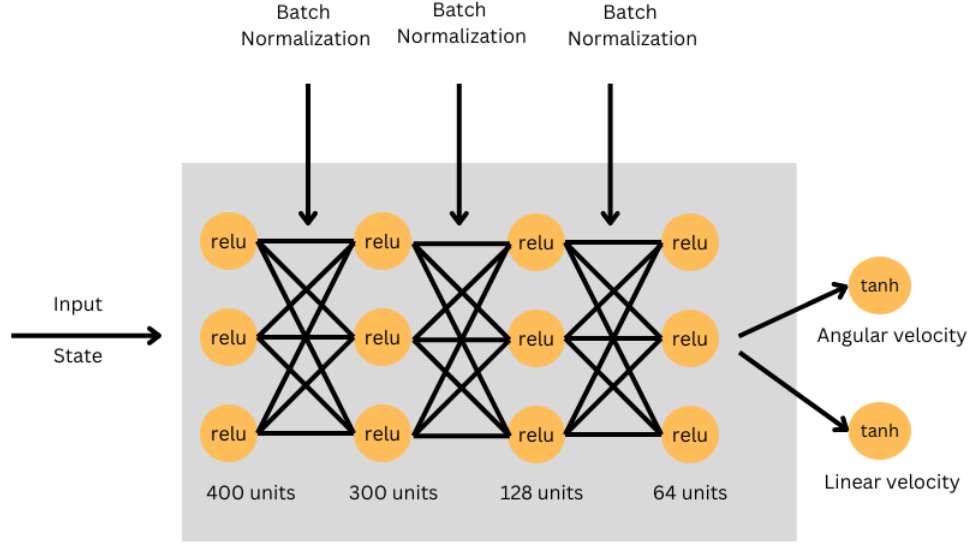 Batch
Normalization
Batch
Normalization
Batch
Normalization
Input
State
relu relu relu relu
relu relu relu relu
relu relu relu relu
400 units 300 units 128 units 64 units
tanh
Angular velocity
tanh
Linear velocity